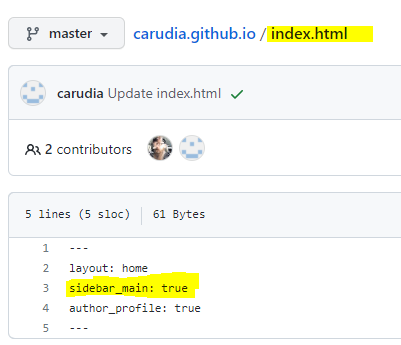 master carudia.github.io / index.html
carudia Update index.html
2 contributors
5 lines (5 sloc) 61 Bytes
1 ---
2 layout: home
3 sidebar_main: true
4 author_profile: true
5 ---